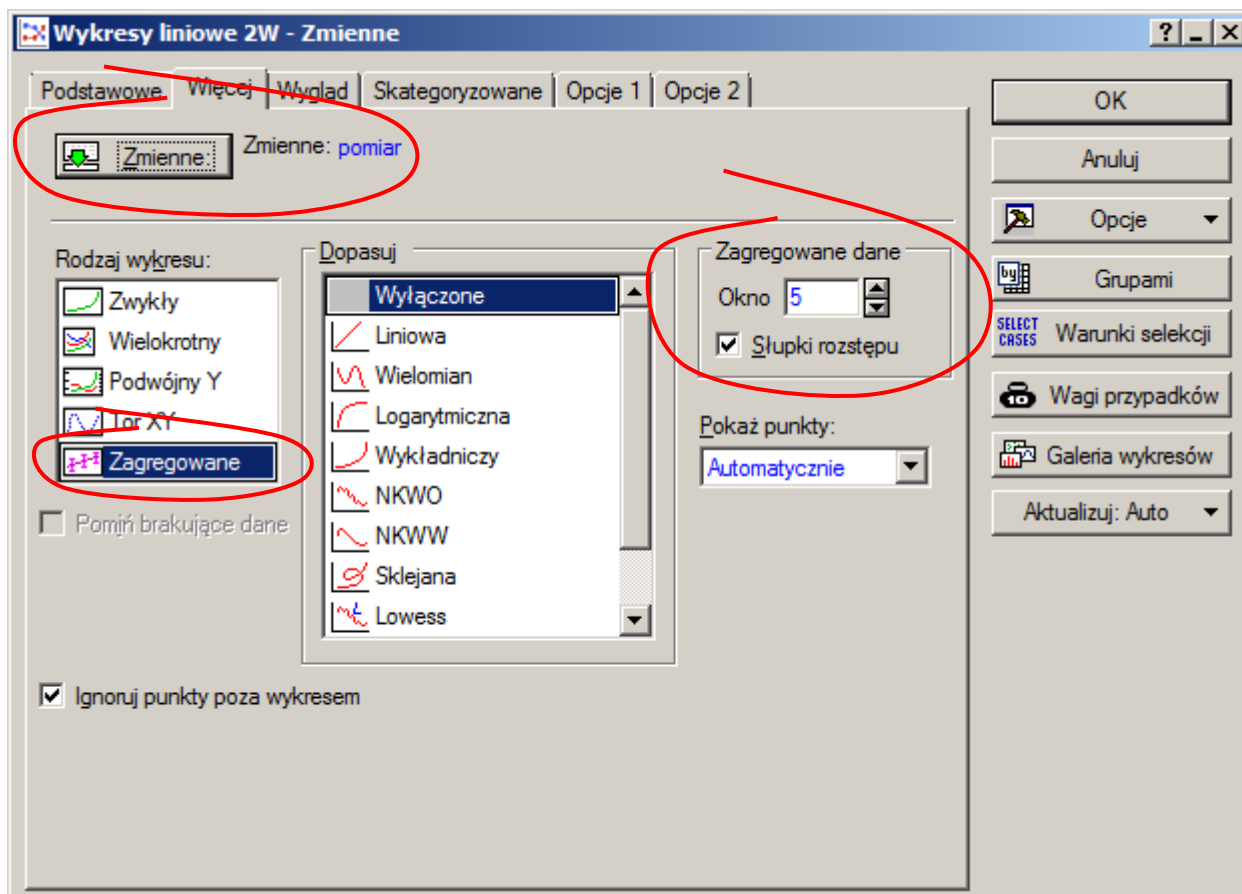 Wykresy liniowe 2W - Zmienne
Podstawowe Więcej Wygląd Skategoryzowane Opcje 1 Opcje 2
Zmienne: Zmienne: pomiar
Rodzaj wykresu:
Zwykły
Wielokrotny
Podwójny Y
Tor XY
Zagregowane
Pomiń brakujące dane
Dopasuj
Wyłączone
Liniowa
Wielomian
Logarytmiczna
Wykładniczy
NKWO
NKWW
Sklejana
Lowess
Zagregowane dane
Okno 5
Słupki rozstępu
Pokaż punkty:
Automatycznie
Ignoruj punkty poza wykresem
OK
Anuluj
Opcje
by Grupami
SELECT CASES Warunki selekcji
10 Wagi przypadków
Galeria wykresów
Aktualizuj: Auto